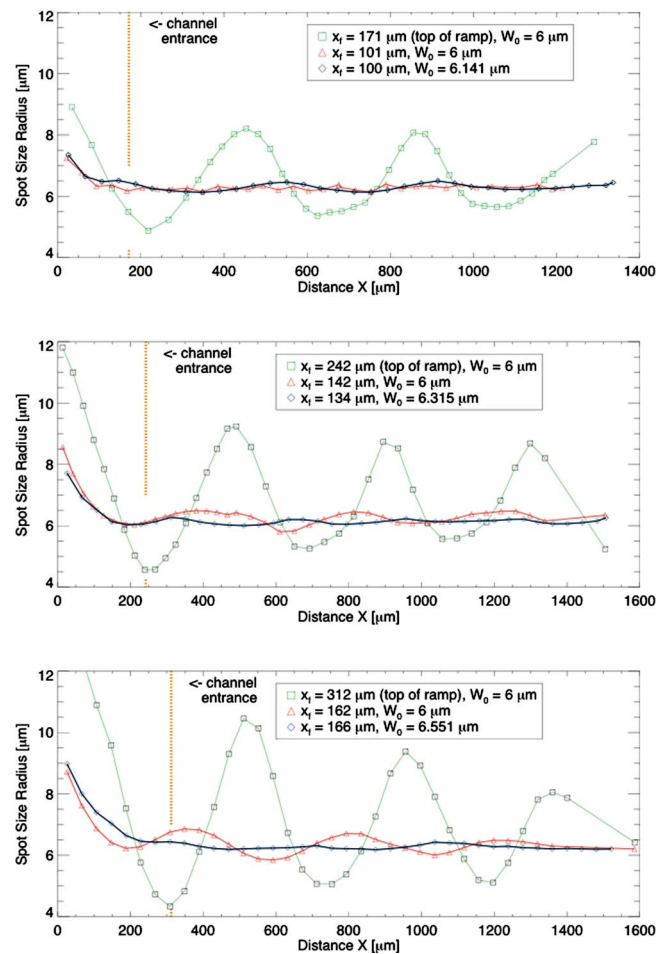 12
10
8
6
4
Spot Size Radius [μm]
<- channel
entrance
x_f = 171 μm (top of ramp), W_0 = 6 μm
x_f = 101 μm, W_0 = 6 μm
x_f = 100 μm, W_0 = 6.141 μm
0 200 400 600 800 1000 1200 1400
Distance X [μm]
12
10
8
6
4
Spot Size Radius [μm]
<- channel
entrance
x_f = 242 μm (top of ramp), W_0 = 6 μm
x_f = 142 μm, W_0 = 6 μm
x_f = 134 μm, W_0 = 6.315 μm
0 200 400 600 800 1000 1200 1400 1600
Distance X [μm]
12
10
8
6
4
Spot Size Radius [μm]
<- channel
entrance
x_f = 312 μm (top of ramp), W_0 = 6 μm
x_f = 162 μm, W_0 = 6 μm
x_f = 166 μm, W_0 = 6.551 μm
0 200 400 600 800 1000 1200 1400 1600
Distance X [μm]